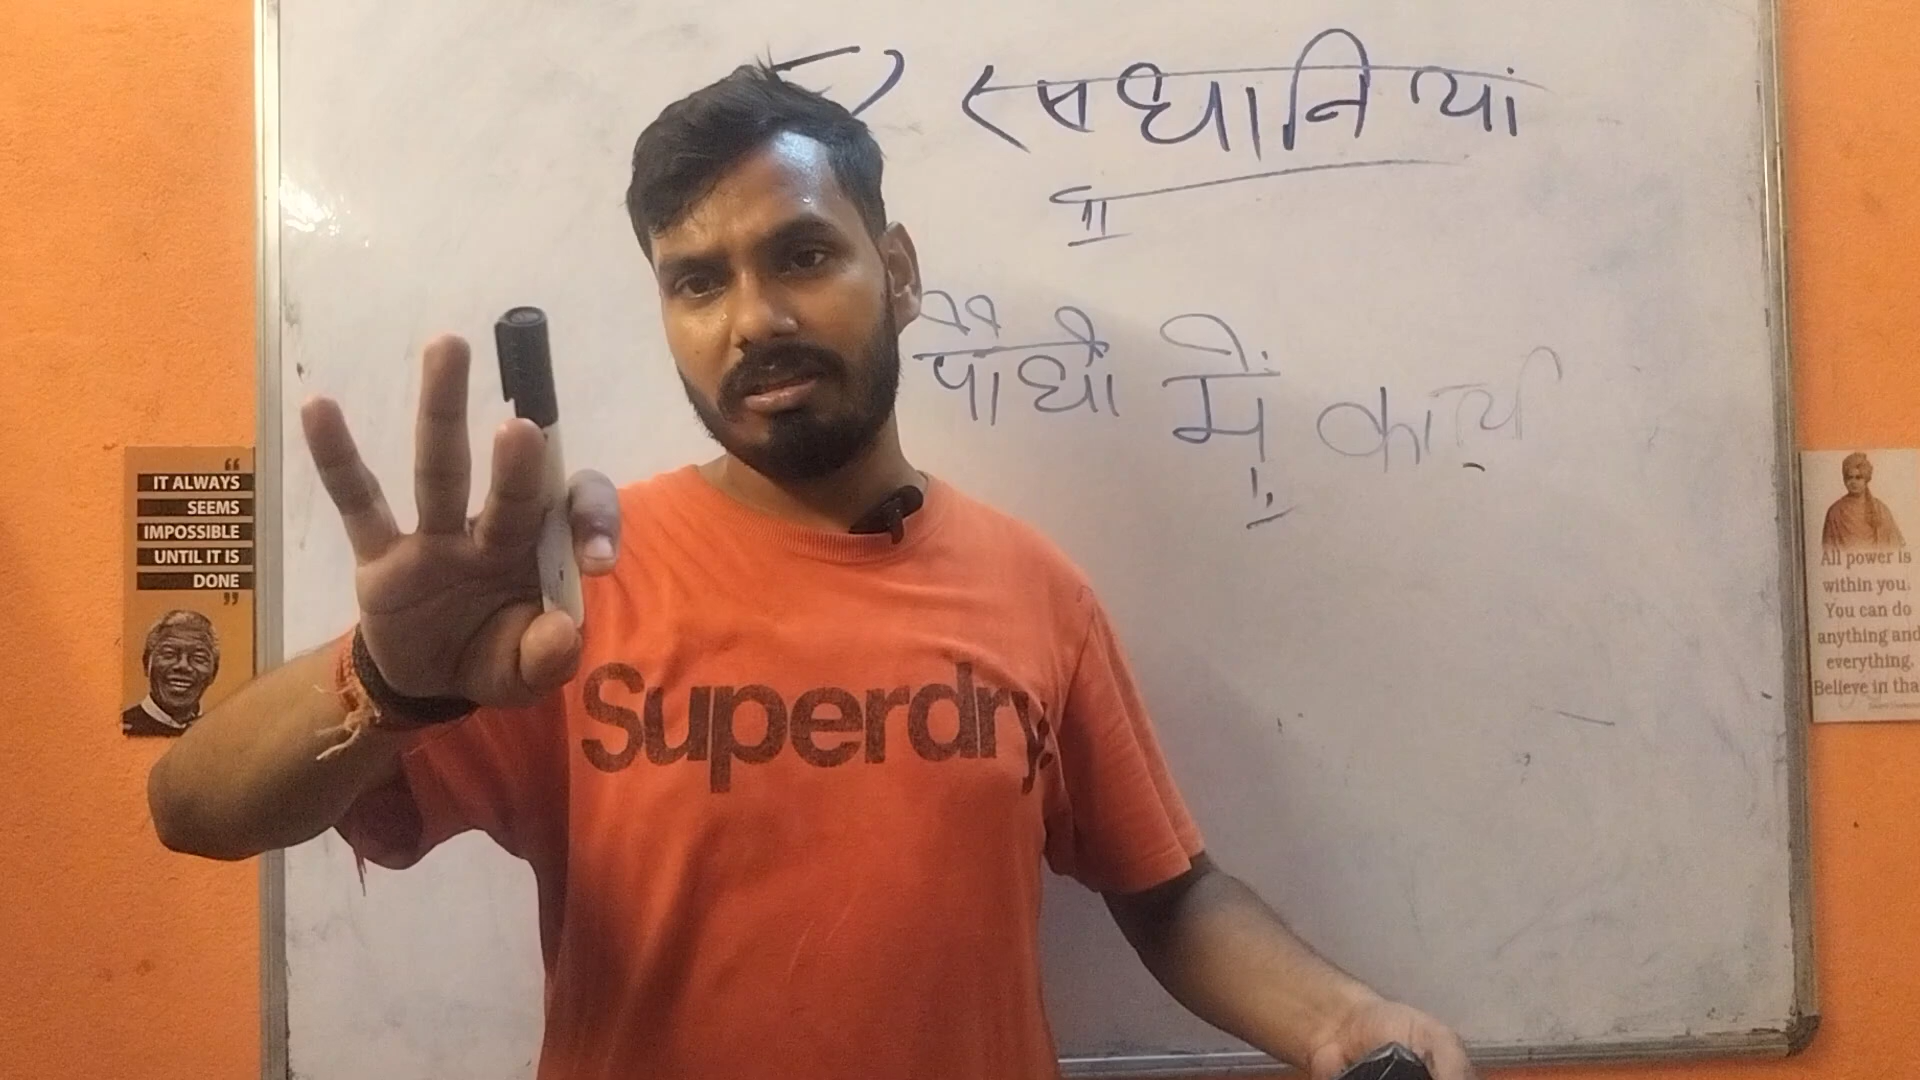 रसधानियां
पौधो में कार्य
“
IT ALWAYS
SEEMS
IMPOSSIBLE
UNTIL IT IS
DONE
”
Superdry.
All power is
within you.
You can do
anything and
everything.
Believe in tha